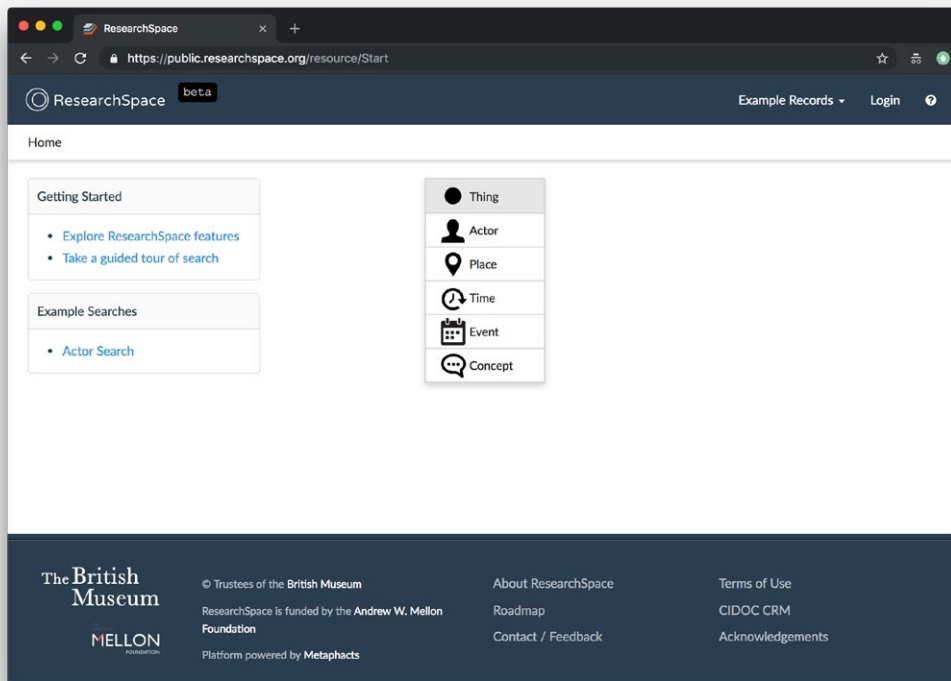 ResearchSpace
https://public.researchspace.org/resource/Start
ResearchSpace beta
Example Records
Login
?
Home
Getting Started
Explore ResearchSpace features
Take a guided tour of search
Example Searches
Actor Search
Thing
Actor
Place
Time
Event
Concept
The British
Museum
MELLON
FOUNDATION
© Trustees of the British Museum
ResearchSpace is funded by the Andrew W. Mellon
Foundation
Platform powered by Metaphacts
About ResearchSpace
Roadmap
Contact / Feedback
Terms of Use
CIDOC CRM
Acknowledgements